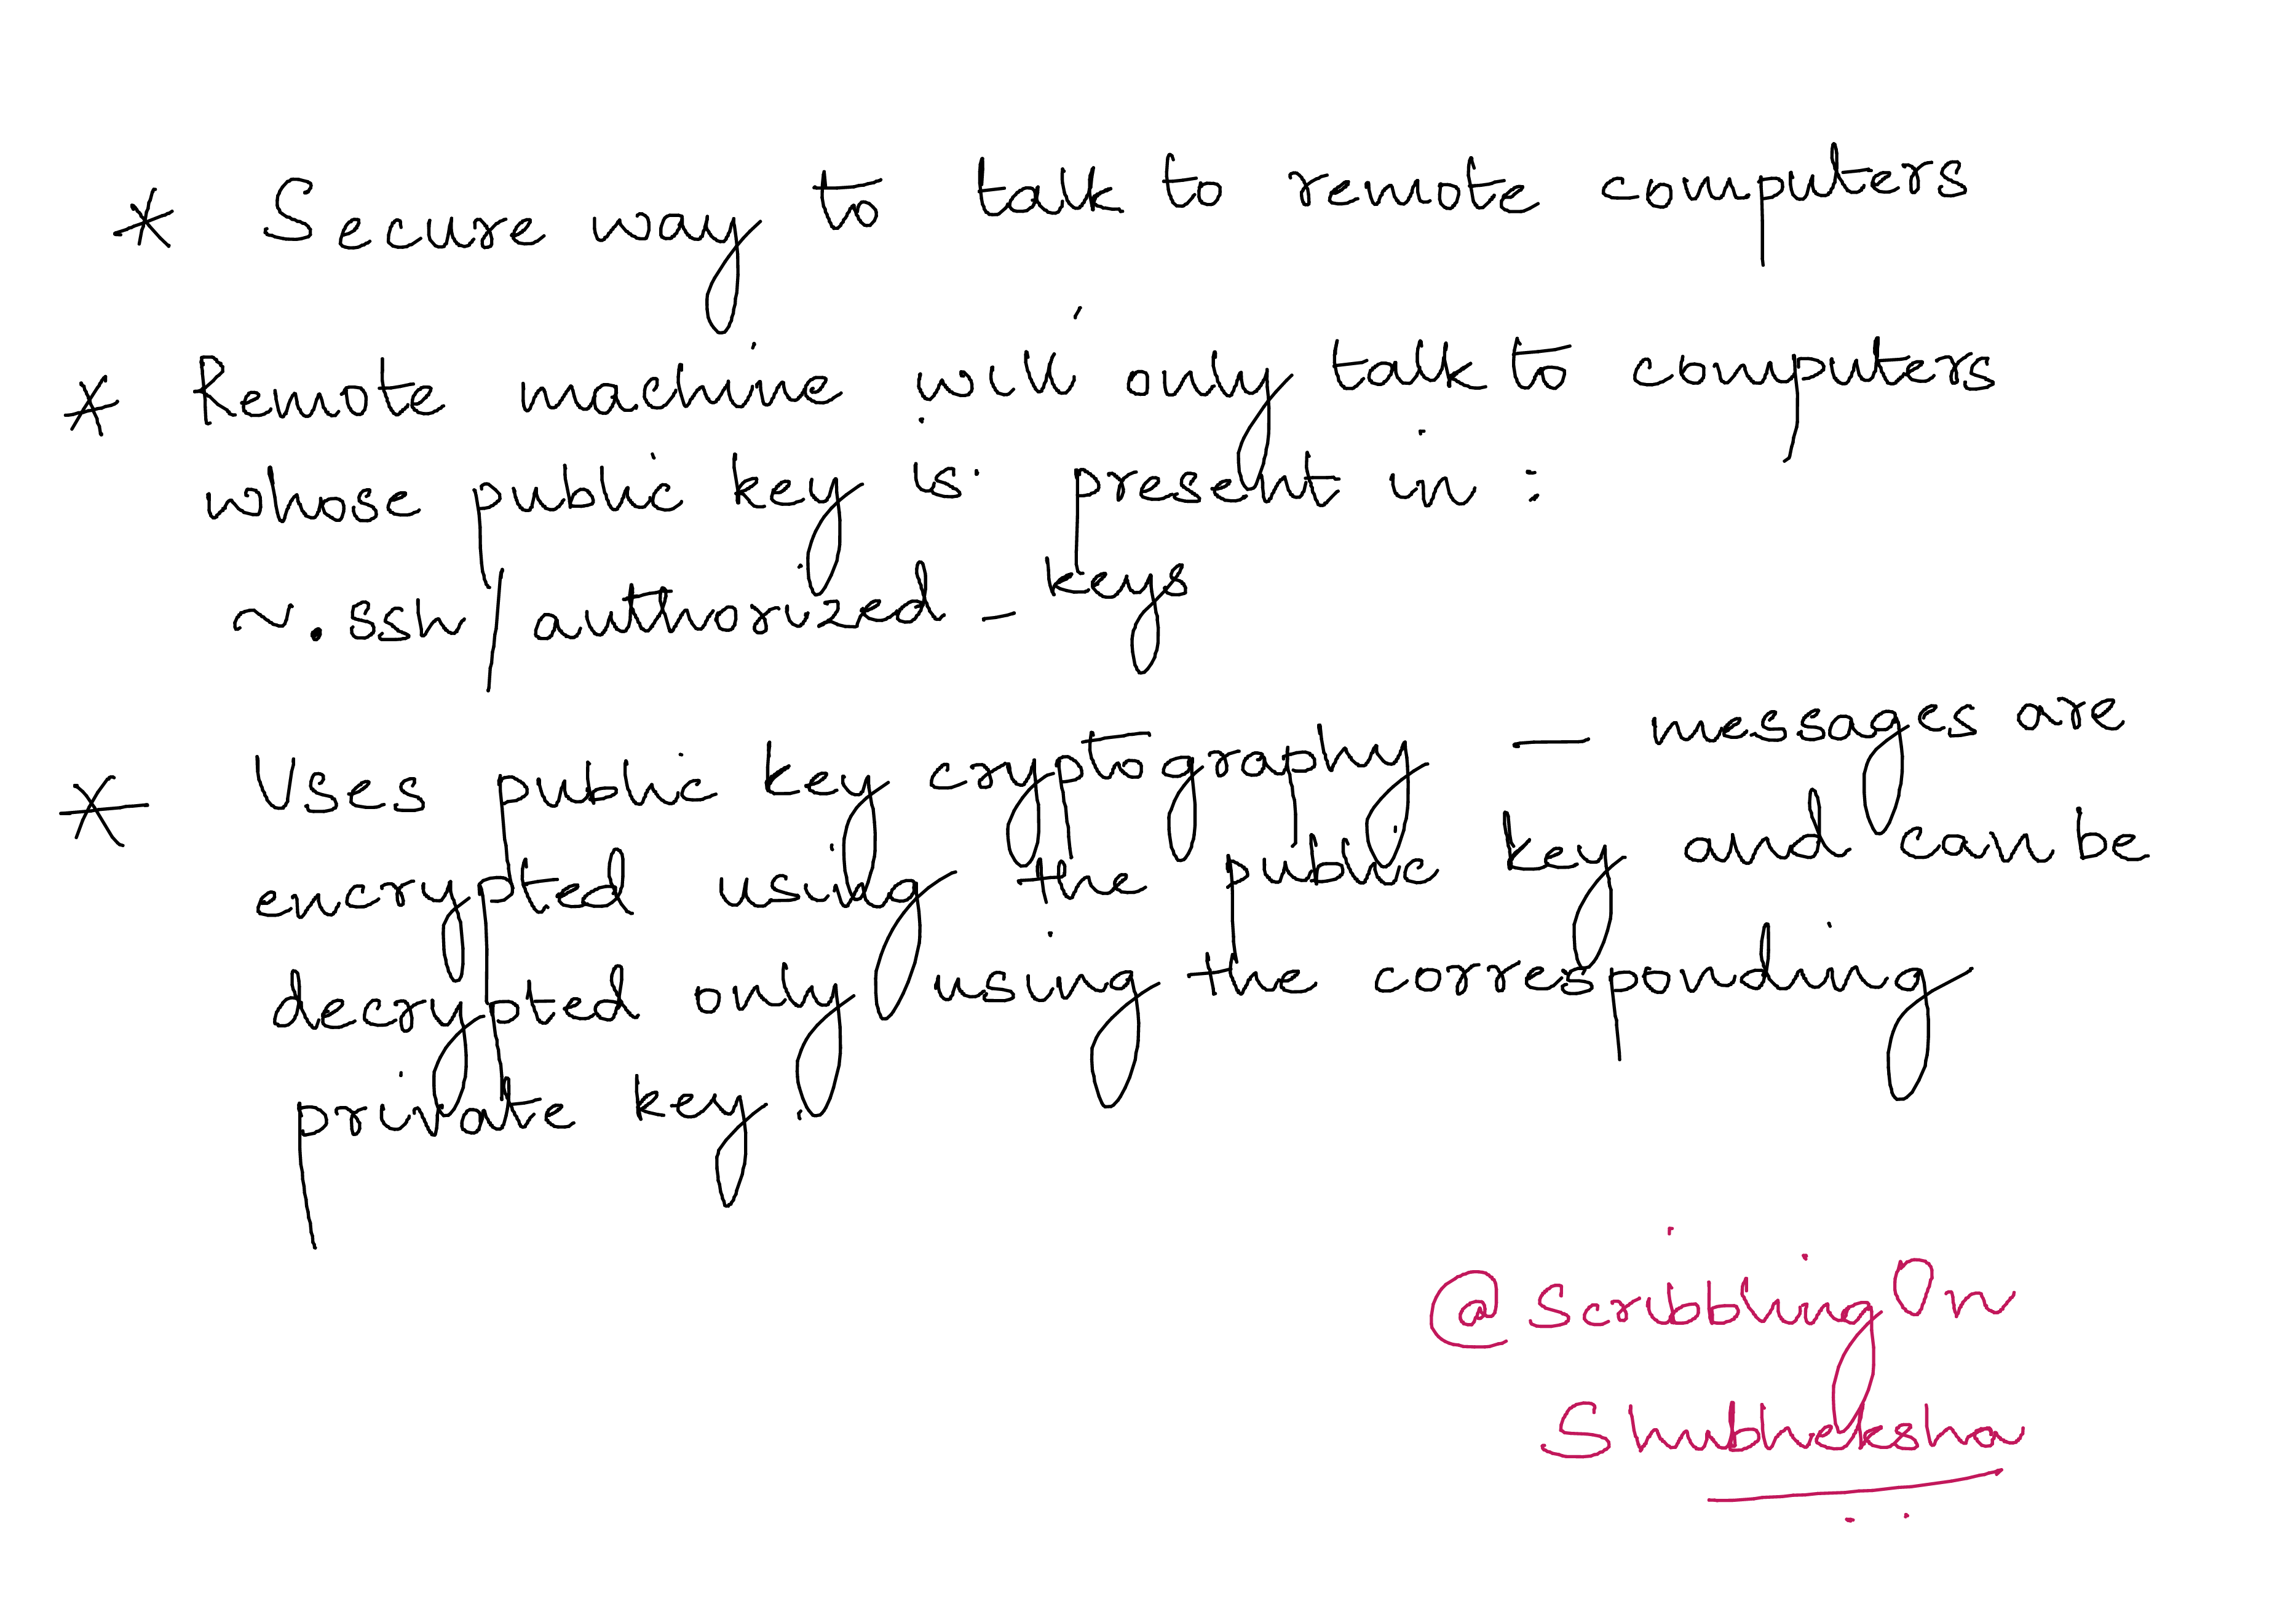 * Secure way to talk to remote computers
* Remote machine will only talk to computers
whose public key is present in :
~.ssh/authorized_keys
* Uses public key cryptography — messages are
encrypted using the public key and can be
decrypted only using the corresponding
private key.
@ScribblingOn
Shubheksha